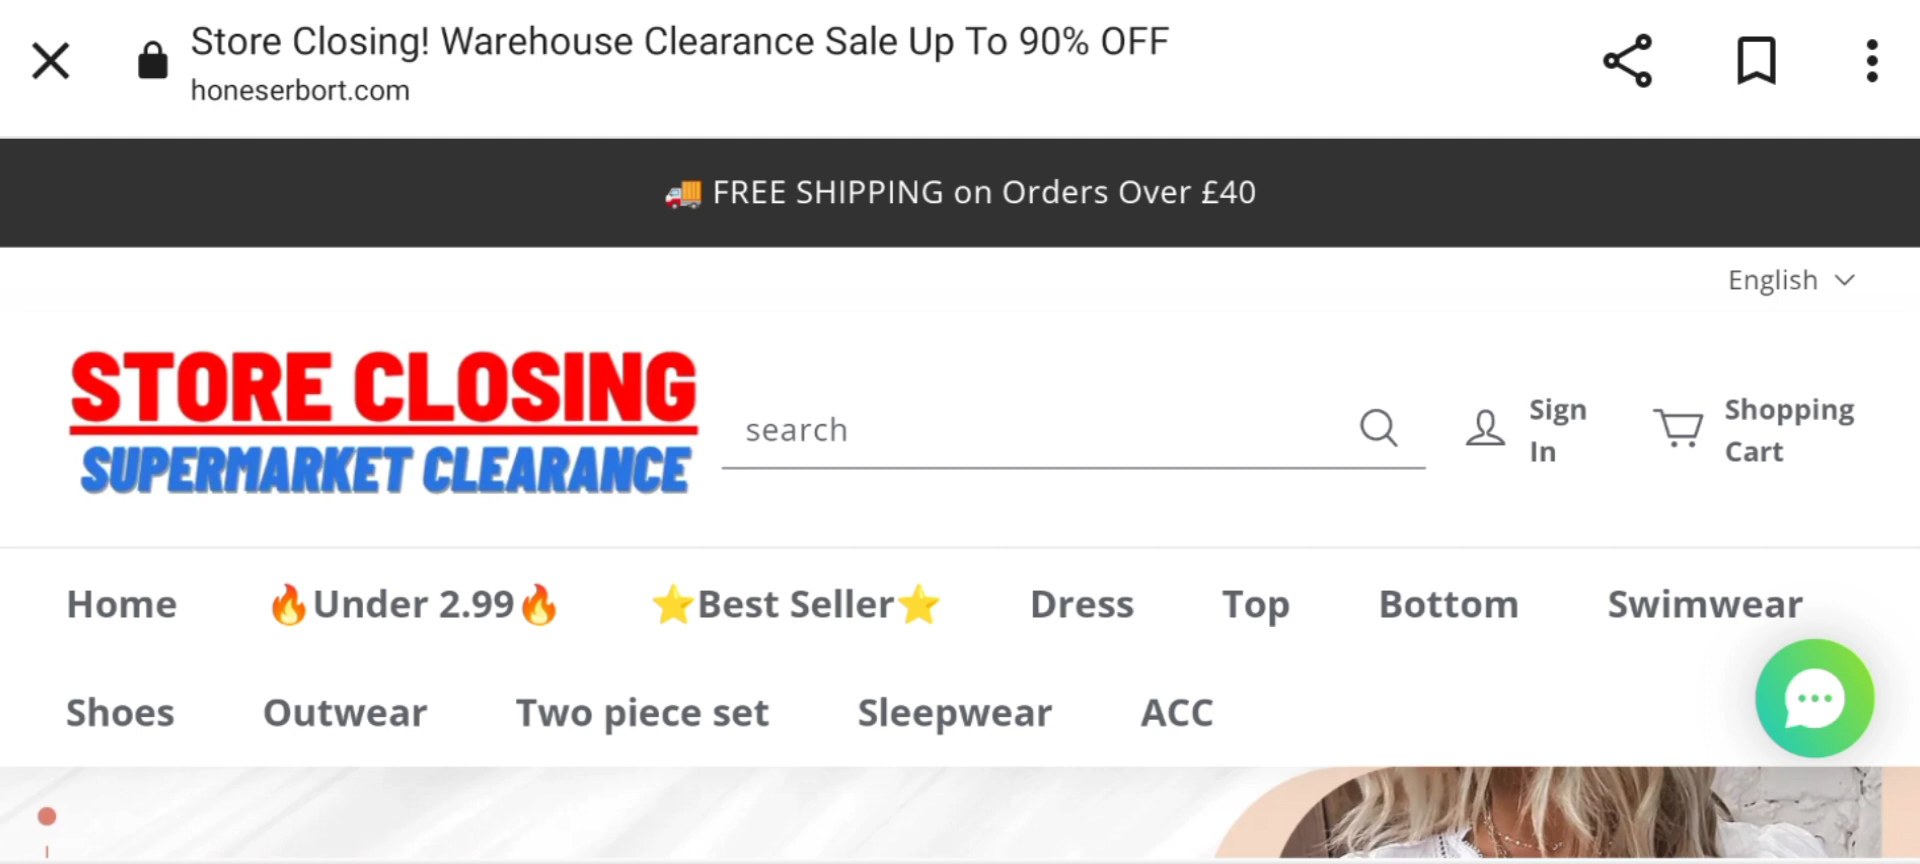 Store Closing! Warehouse Clearance Sale Up To 90% OFF
honeserbort.com
🚚 FREE SHIPPING on Orders Over £40
English
STORE CLOSING
SUPERMARKET CLEARANCE
search
Sign
In
Shopping
Cart
Home 🔥Under 2.99🔥 ⭐Best Seller⭐ Dress Top Bottom Swimwear
Shoes Outwear Two piece set Sleepwear ACC